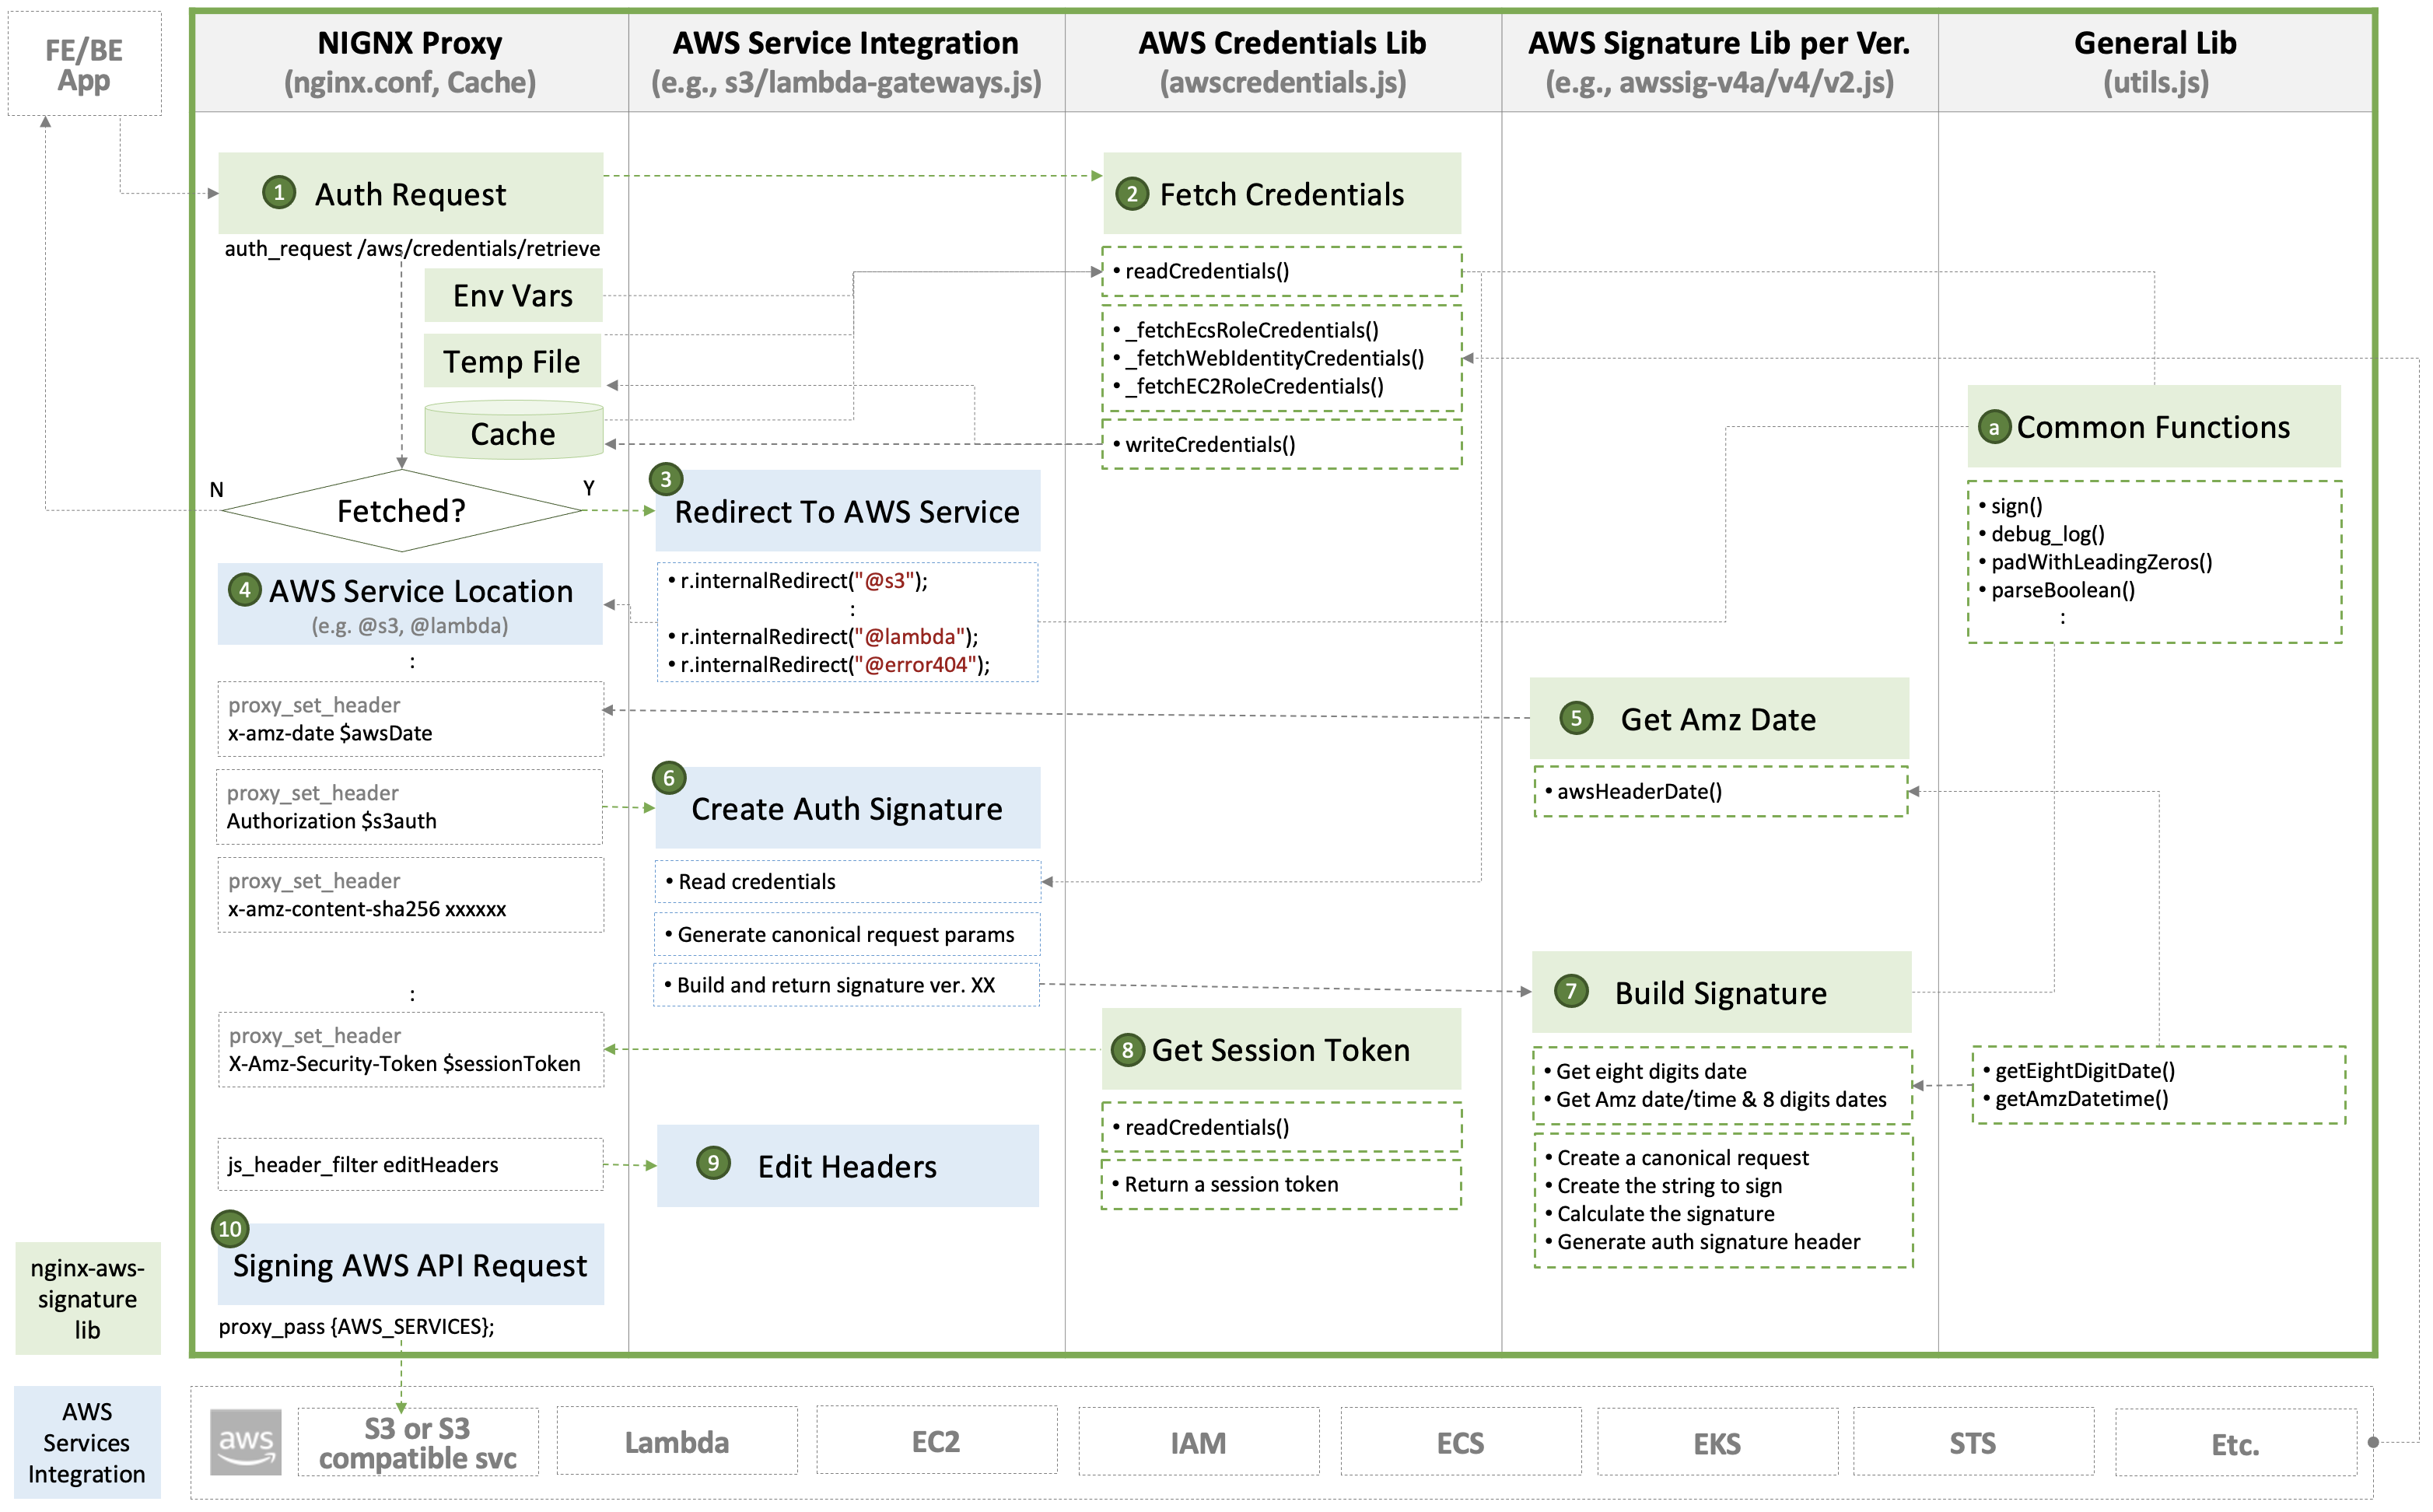 FE/BE
App
NIGNX Proxy
(nginx.conf, Cache)
AWS Service Integration
(e.g., s3/lambda-gateways.js)
AWS Credentials Lib
(awscredentials.js)
AWS Signature Lib per Ver.
(e.g., awssig-v4a/v4/v2.js)
General Lib
(utils.js)
1 Auth Request
auth_request /aws/credentials/retrieve
Env Vars
Temp File
Cache
N
Y
Fetched?
2 Fetch Credentials
• readCredentials()
• _fetchEcsRoleCredentials()
• _fetchWebIdentityCredentials()
• _fetchEC2RoleCredentials()
• writeCredentials()
3
Redirect To AWS Service
• r.internalRedirect("@s3");
:
• r.internalRedirect("@lambda");
• r.internalRedirect("@error404");
4 AWS Service Location
(e.g. @s3, @lambda)
:
a Common Functions
• sign()
• debug_log()
• padWithLeadingZeros()
• parseBoolean()
:
proxy_set_header
x-amz-date $awsDate
5 Get Amz Date
• awsHeaderDate()
proxy_set_header
Authorization $s3auth
6
Create Auth Signature
• Read credentials
• Generate canonical request params
• Build and return signature ver. XX
proxy_set_header
x-amz-content-sha256 xxxxxx
:
7 Build Signature
• Get eight digits date
• Get Amz date/time & 8 digits dates
• Create a canonical request
• Create the string to sign
• Calculate the signature
• Generate auth signature header
• getEightDigitDate()
• getAmzDatetime()
proxy_set_header
X-Amz-Security-Token $sessionToken
8 Get Session Token
• readCredentials()
• Return a session token
js_header_filter editHeaders
9 Edit Headers
10
Signing AWS API Request
proxy_pass {AWS_SERVICES};
nginx-aws-
signature
lib
AWS
Services
Integration
aws
S3 or S3
compatible svc
Lambda
EC2
IAM
ECS
EKS
STS
Etc.